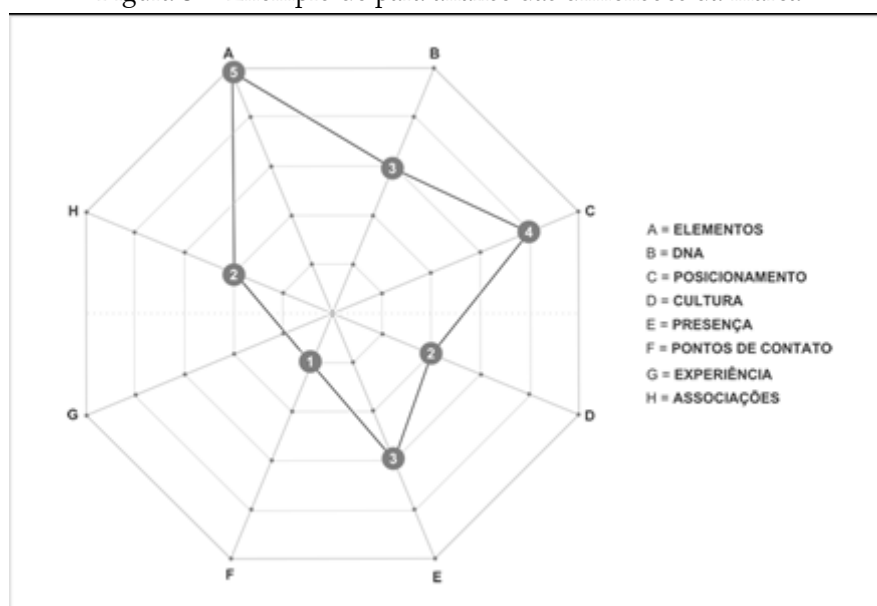 A
B
5
3
H
C
4
2
A = ELEMENTOS
B = DNA
C = POSICIONAMENTO
D = CULTURA
E = PRESENÇA
F = PONTOS DE CONTATO
G = EXPERIÊNCIA
H = ASSOCIAÇÕES
2
1
G
D
3
F
E